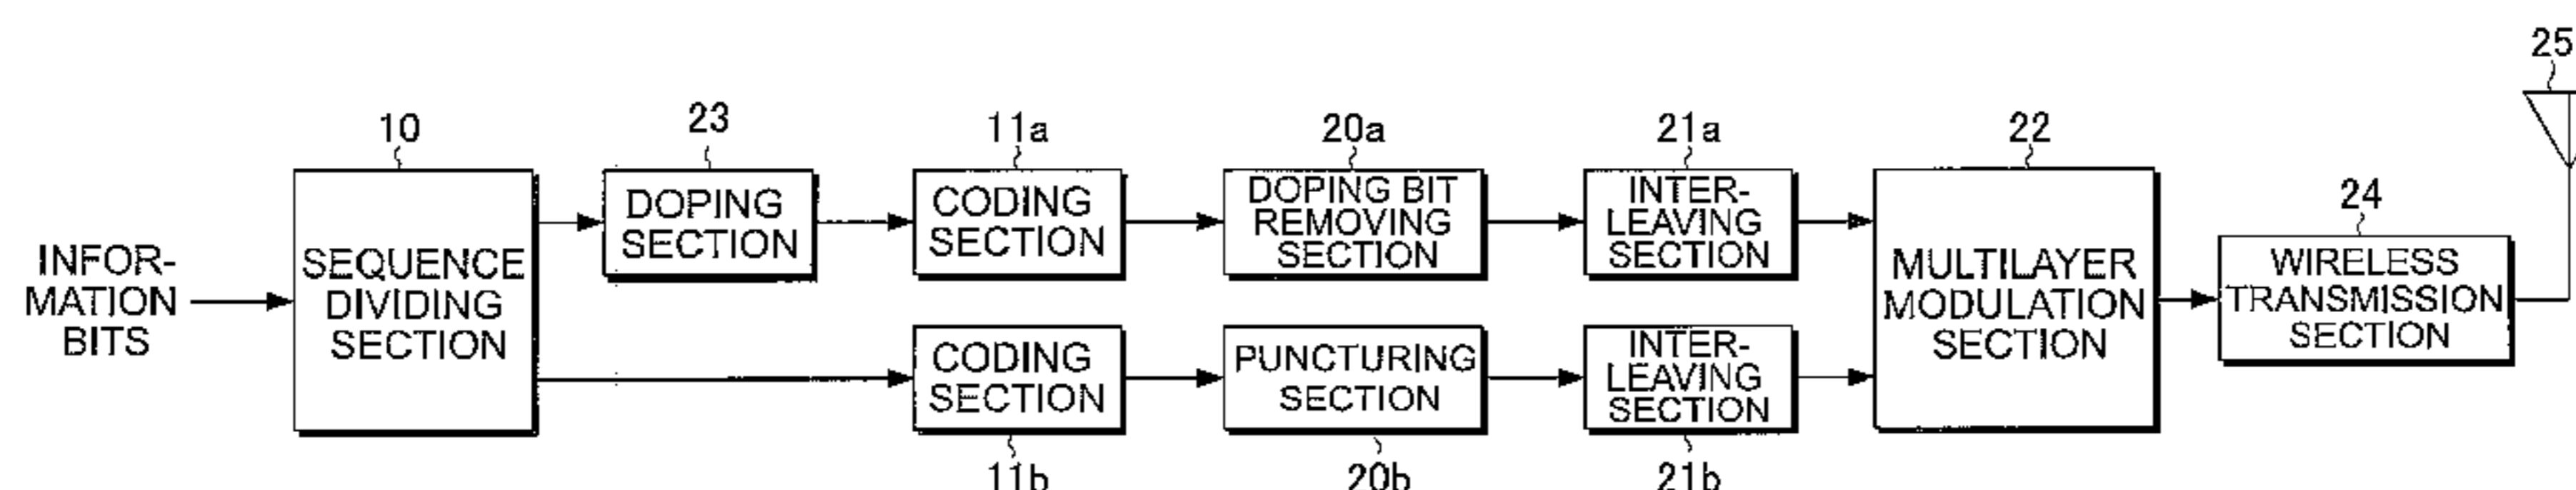 25
10
23
11a
20a
21a
22
24
INFOR-
MATION
BITS
SEQUENCE
DIVIDING
SECTION
DOPING
SECTION
CODING
SECTION
DOPING BIT
REMOVING
SECTION
INTER-
LEAVING
SECTION
MULTILAYER
MODULATION
SECTION
WIRELESS
TRANSMISSION
SECTION
CODING
SECTION
PUNCTURING
SECTION
INTER-
LEAVING
SECTION
11b
20b
21b